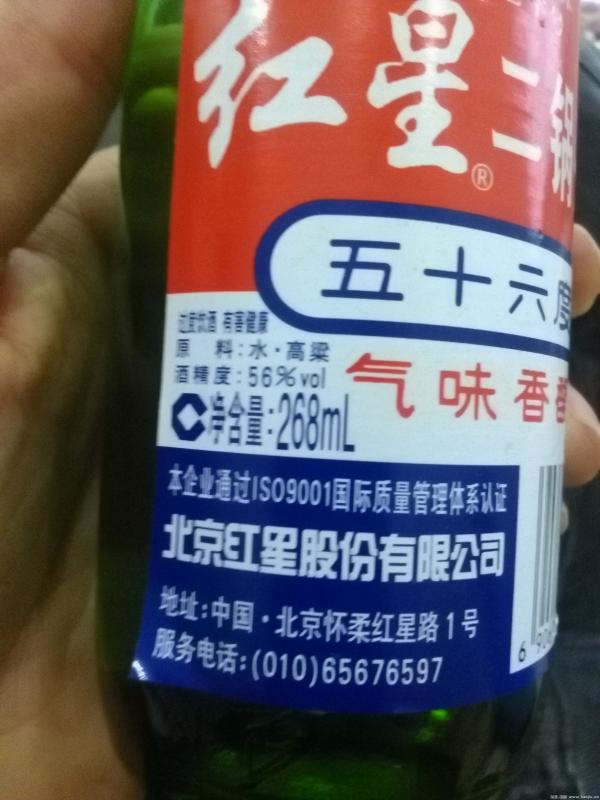 红星二锅
®
五十六度
过度饮酒 有害健康
原 料:水·高粱
酒精度:56%vol
气味香
净含量:268mL
本企业通过ISO9001国际质量管理体系认证
北京红星股份有限公司
地址:中国·北京怀柔红星路1号
服务电话:(010)65676597